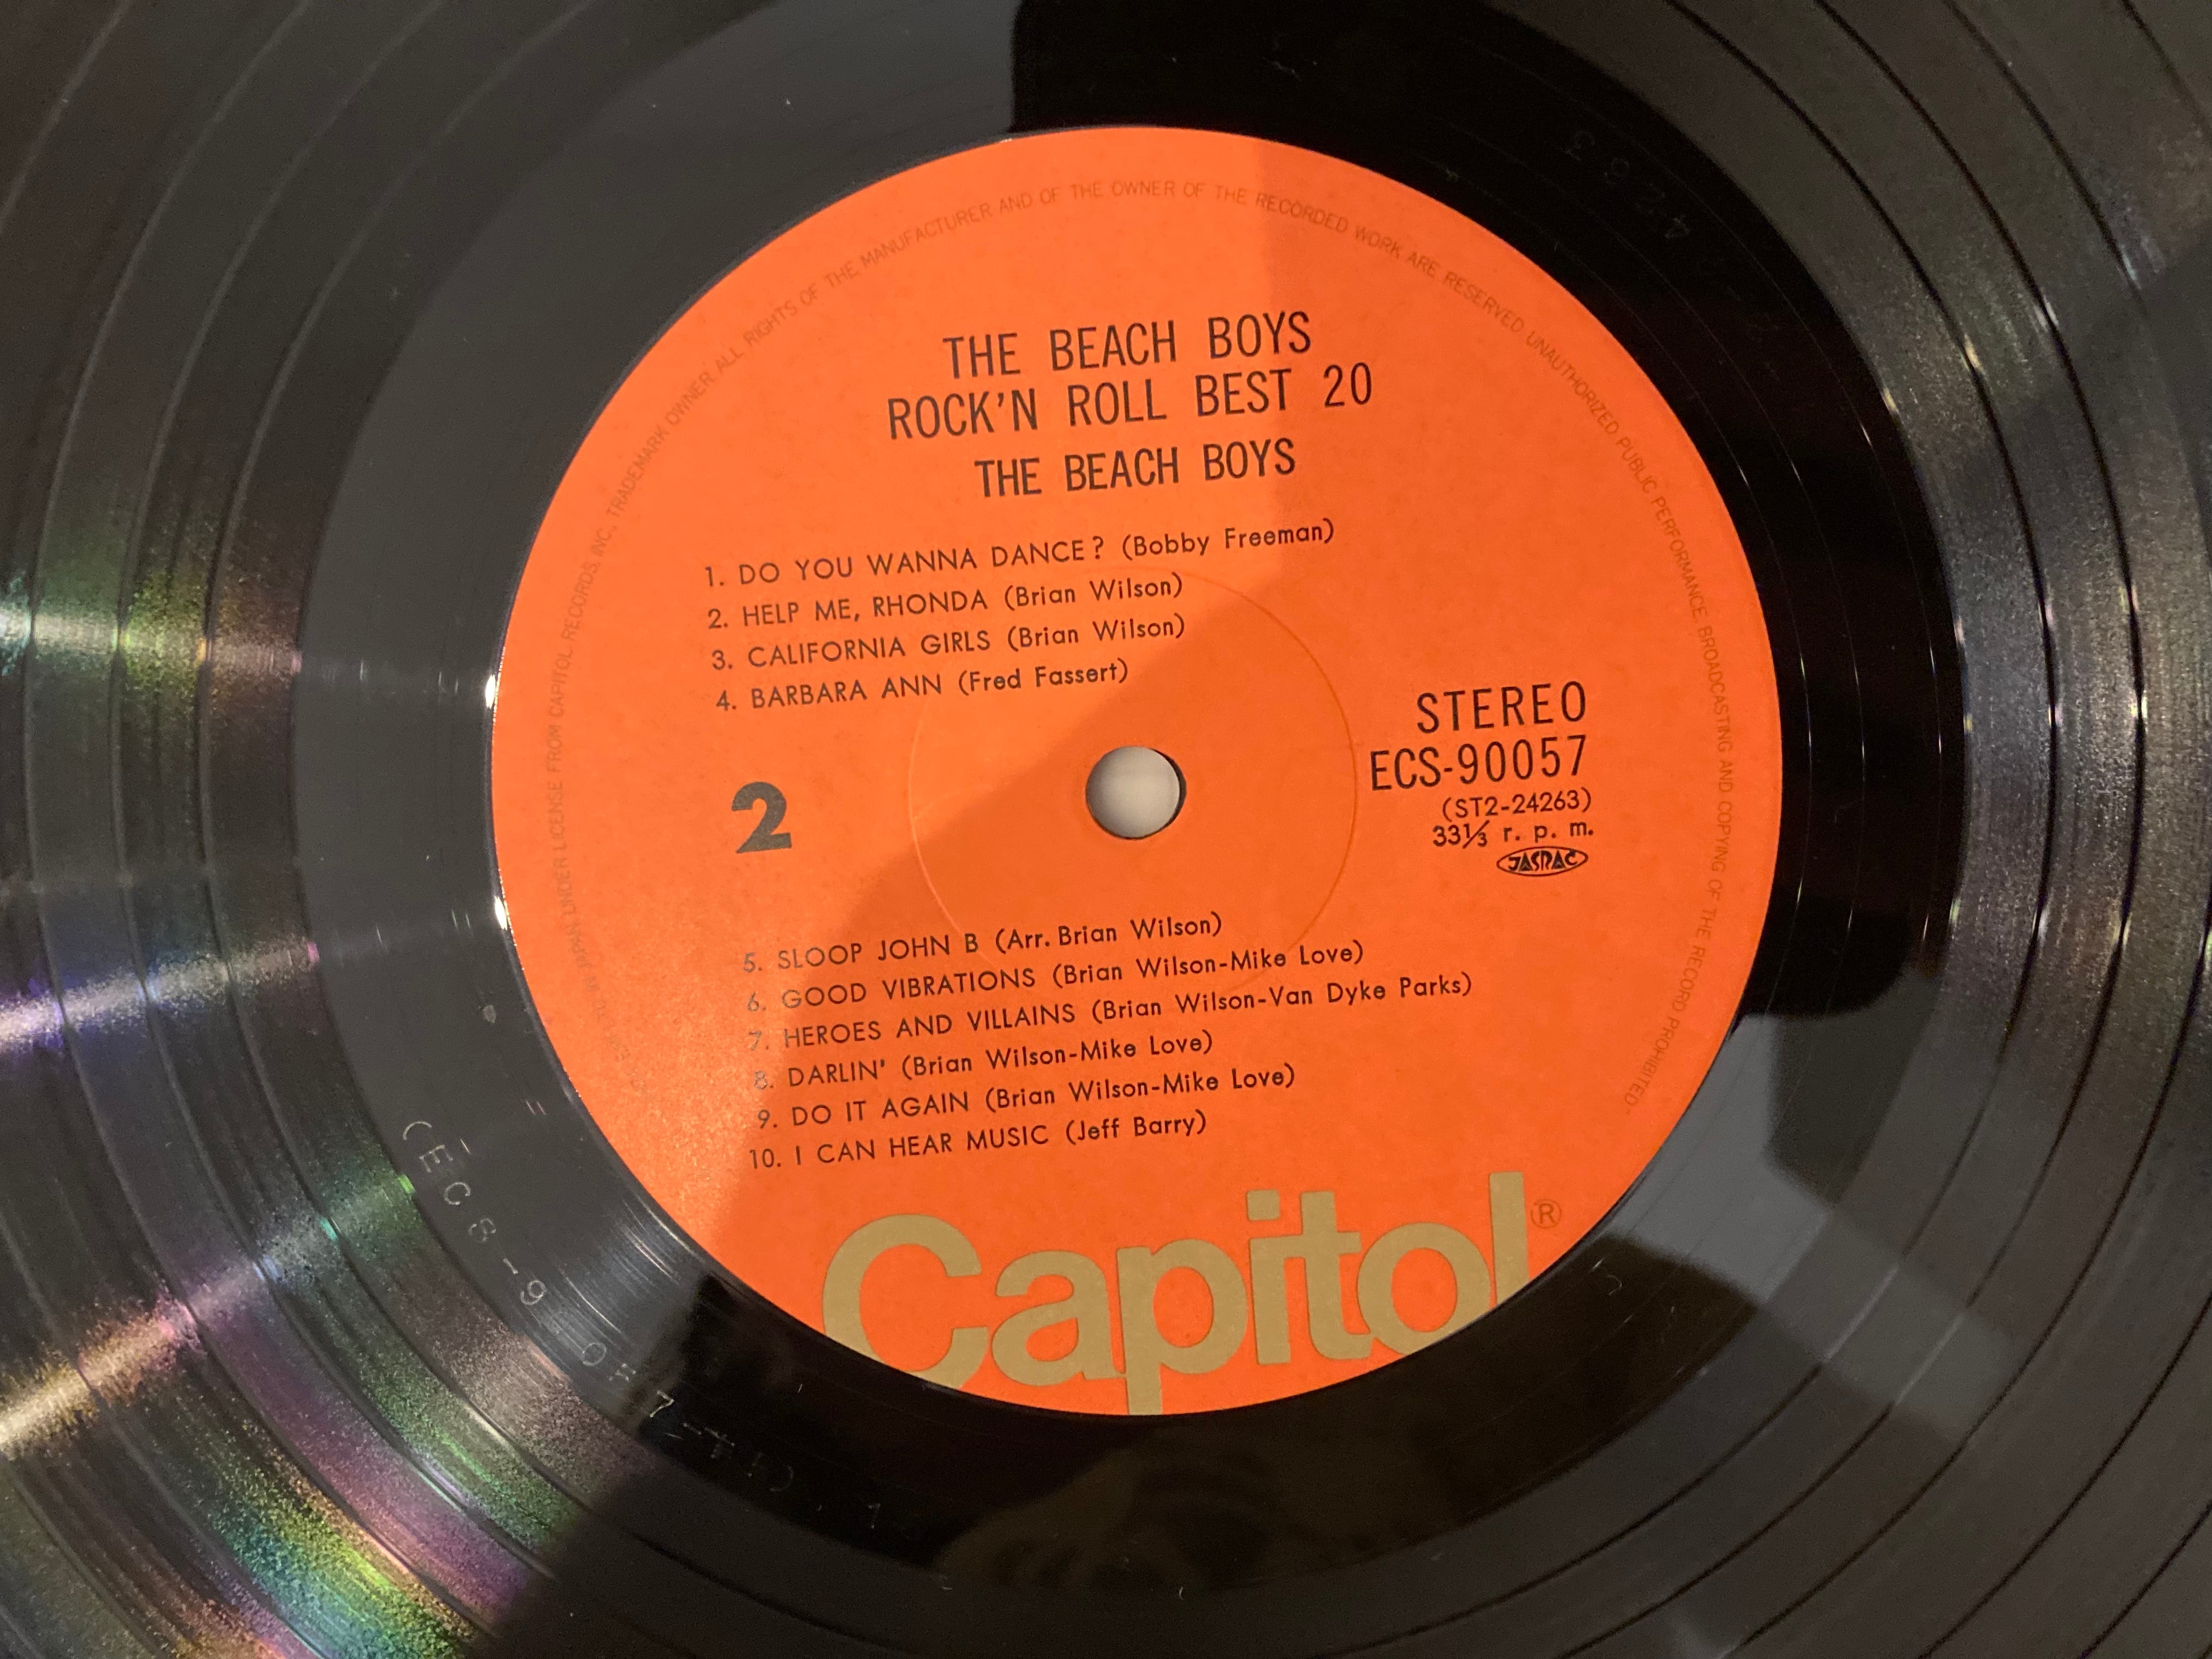 ALL RIGHTS OF THE MANUFACTURER AND OF THE OWNER OF THE RECORDED WORK ARE RESERVED UNAUTHORIZED PUBLIC PERFORMANCE BROADCASTING AND COPYING OF THE RECORD PROHIBITED
THE BEACH BOYS
ROCK'N ROLL BEST 20
THE BEACH BOYS
1. DO YOU WANNA DANCE? (Bobby Freeman)
2. HELP ME, RHONDA (Brian Wilson)
3. CALIFORNIA GIRLS (Brian Wilson)
4. BARBARA ANN (Fred Fassert)
2
STEREO
ECS-90057
(ST2-24263)
33⅓ r. p. m.
JASRAC
5. SLOOP JOHN B (Arr. Brian Wilson)
6. GOOD VIBRATIONS (Brian Wilson-Mike Love)
7. HEROES AND VILLAINS (Brian Wilson-Van Dyke Parks)
8. DARLIN' (Brian Wilson-Mike Love)
9. DO IT AGAIN (Brian Wilson-Mike Love)
10. I CAN HEAR MUSIC (Jeff Barry)
Capitol®
IN JAPAN UNDER LICENSE FROM CAPITOL RECORDS, INC., TRADEMARK OWNER